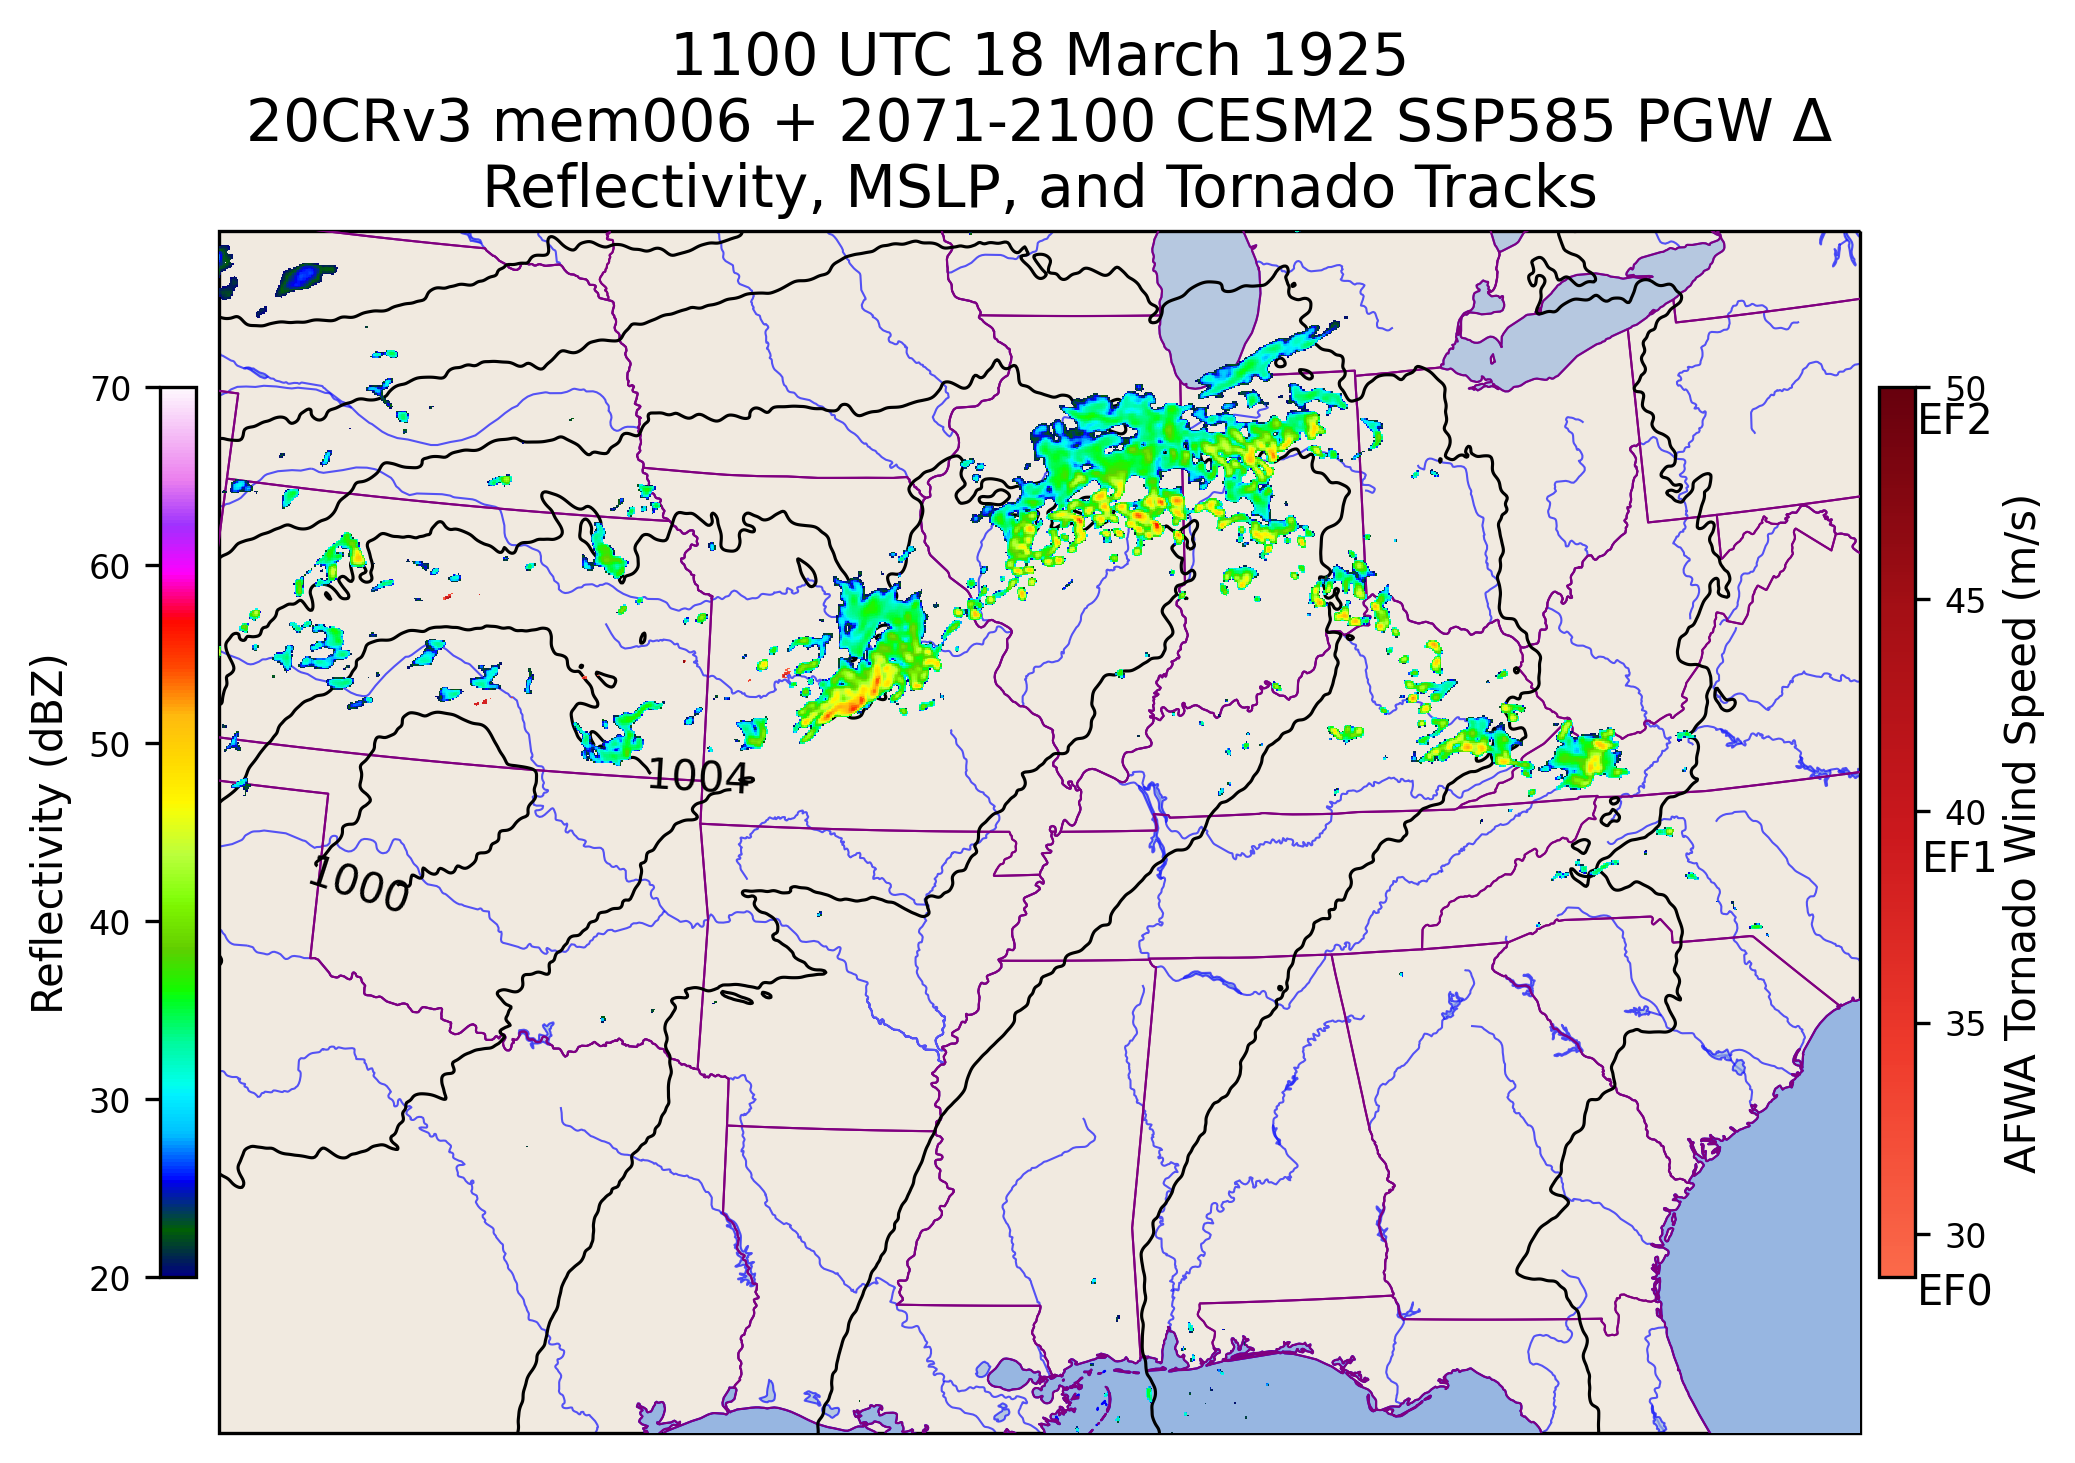 1100 UTC 18 March 1925
20CRv3 mem006 + 2071-2100 CESM2 SSP585 PGW Δ
Reflectivity, MSLP, and Tornado Tracks
Reflectivity (dBZ)
70
60
50
40
30
20
1004
1000
50
EF2
45
40
EF1
35
30
EF0
AFWA Tornado Wind Speed (m/s)